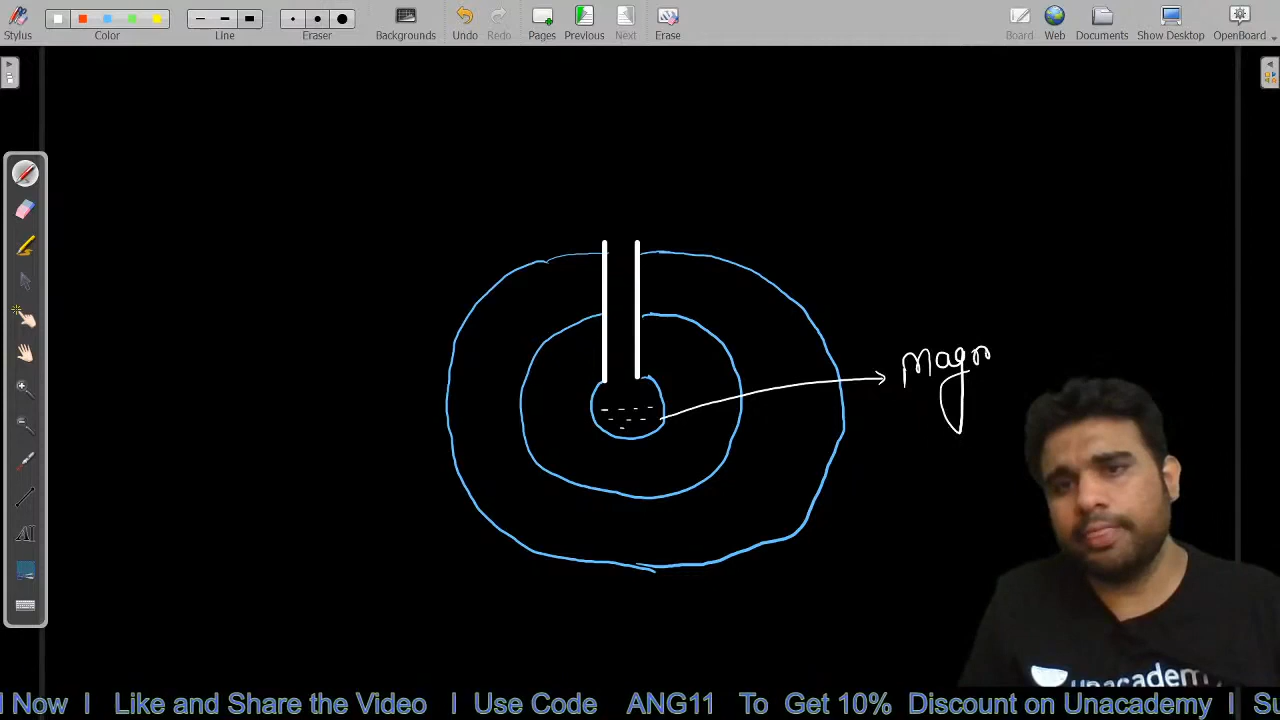 Stylus
Color
Line
Eraser
Backgrounds
Undo
Redo
Pages
Previous
Next
Erase
Board
Web
Documents
Show Desktop
OpenBoard
Magn
unacademy
Now I Like and Share the Video I Use Code ANG11 To Get 10% Discount on Unacademy I